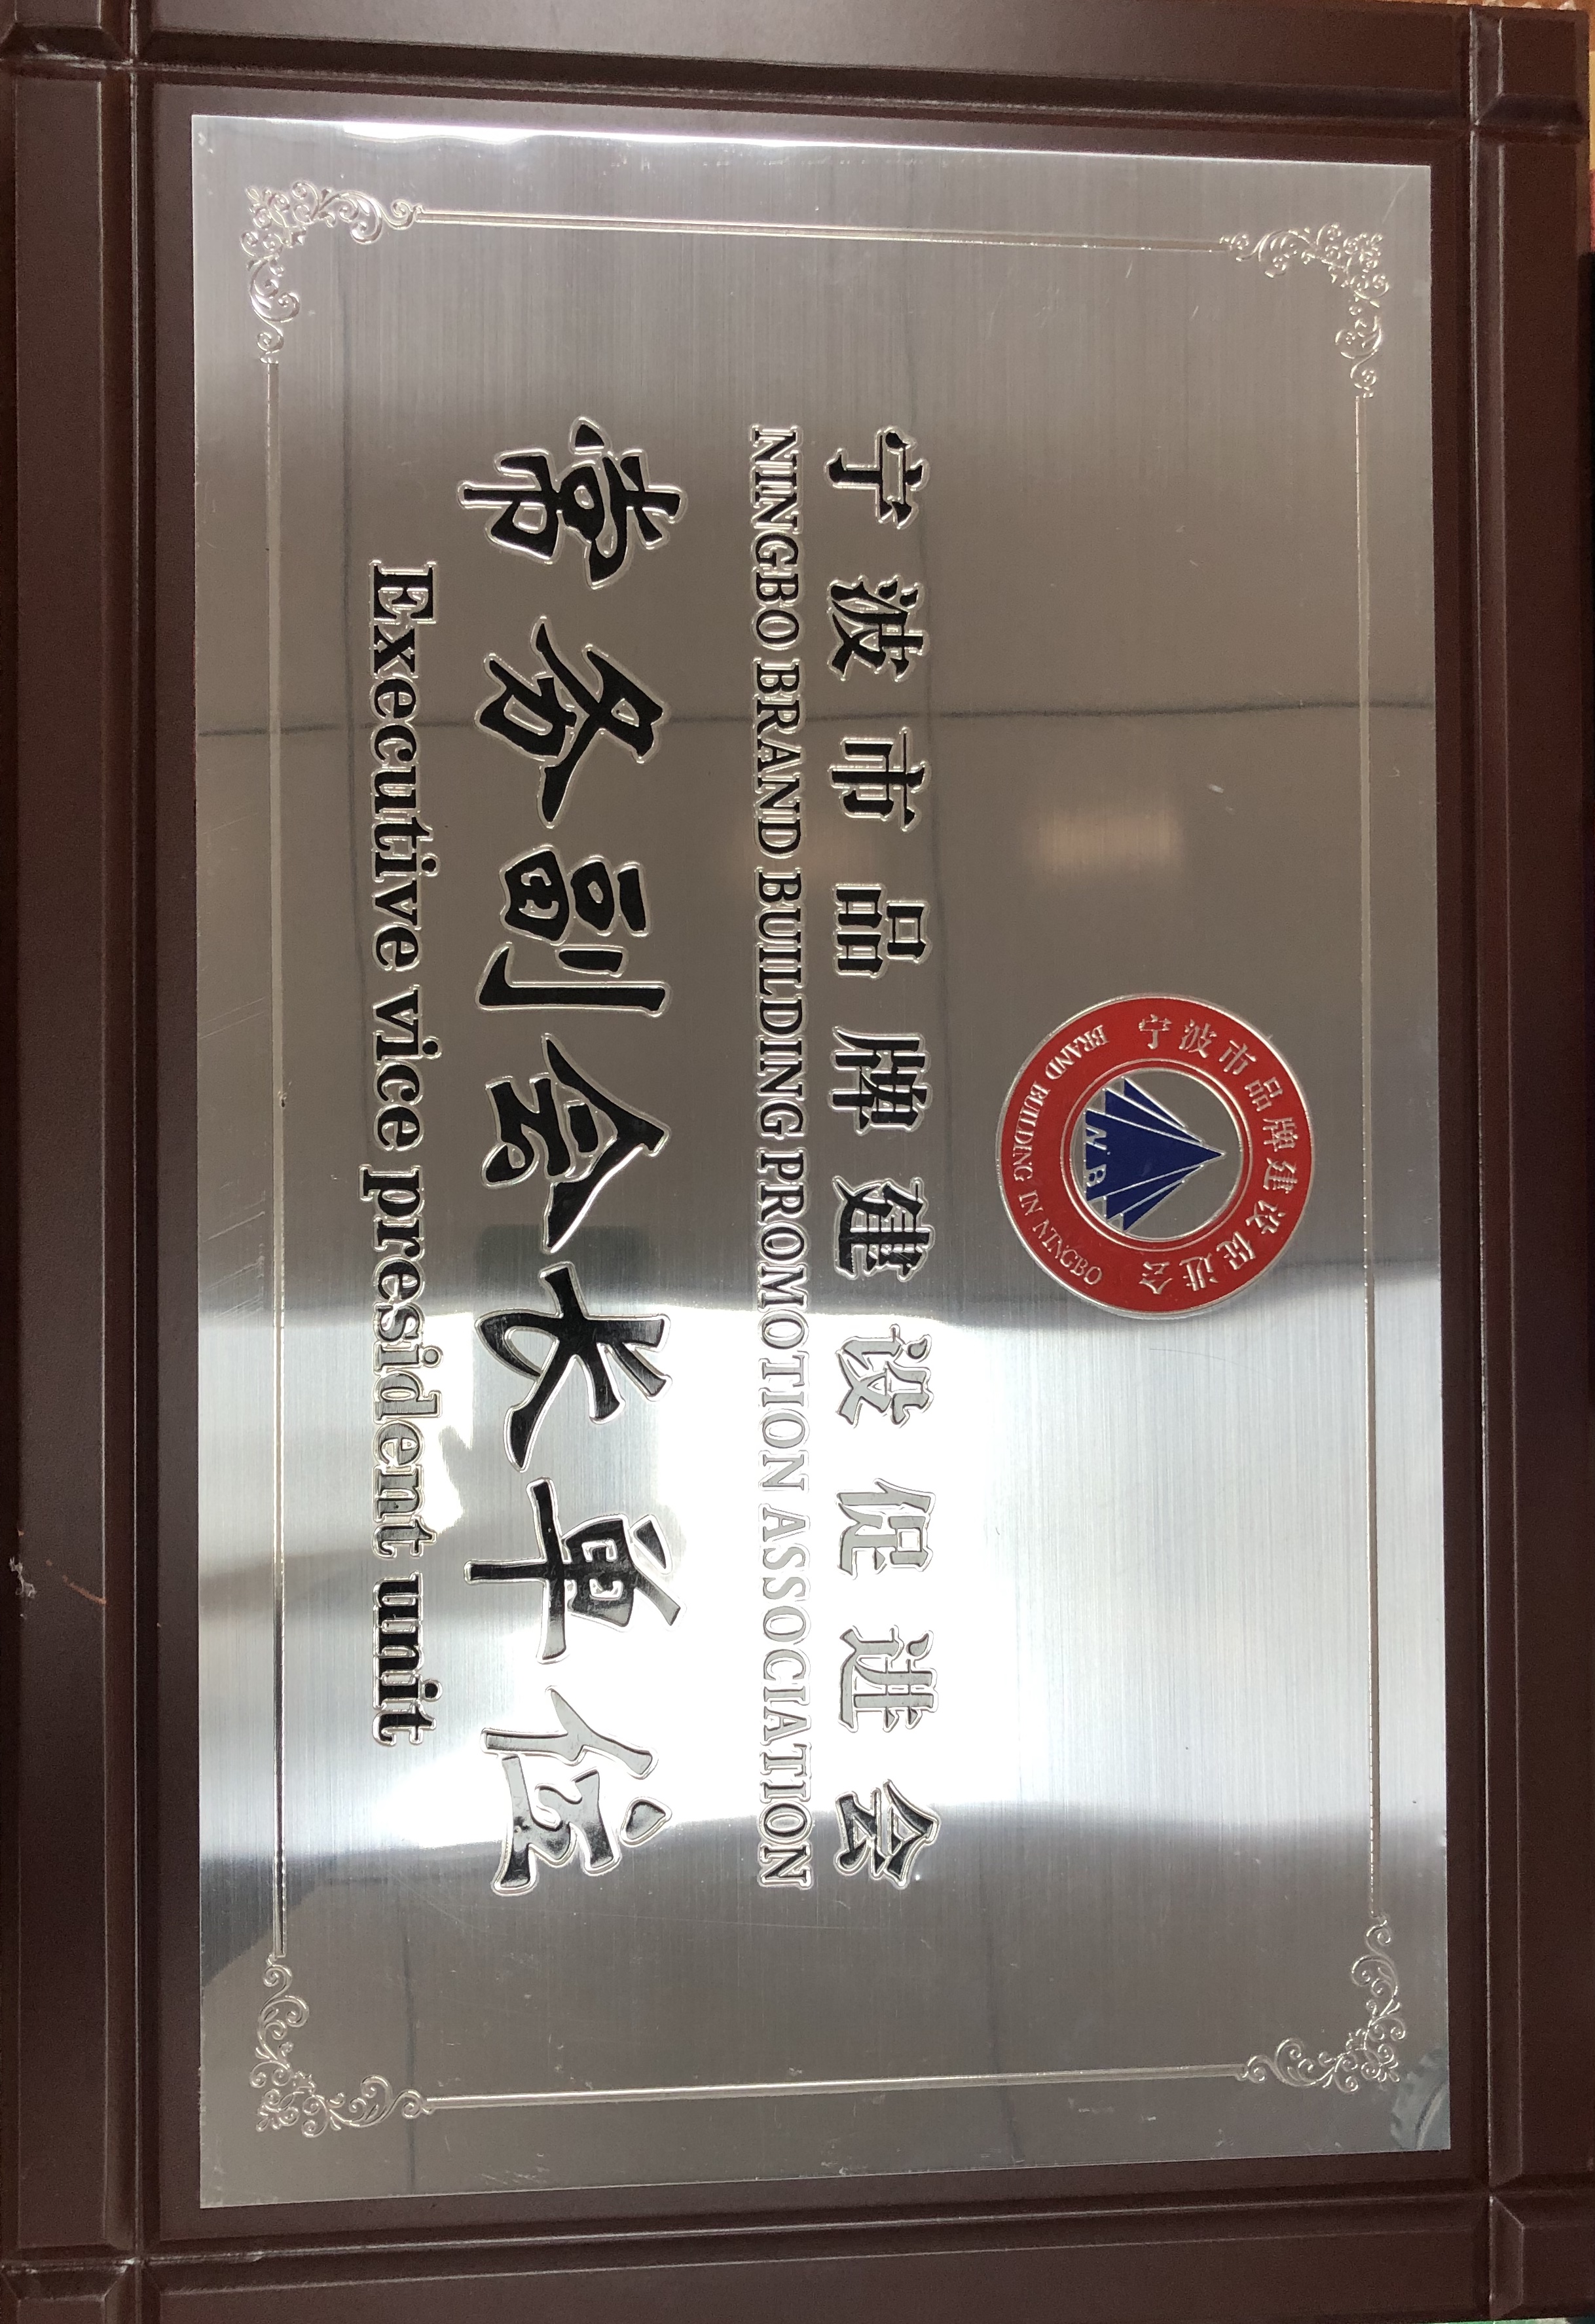 宁波市品牌建设促进会
BRAND BUILDING IN NINGBO
NB
宁波市品牌建设促进会
NINGBO BRAND BUILDING PROMOTION ASSOCIATION
常务副会长单位
Executive vice president unit